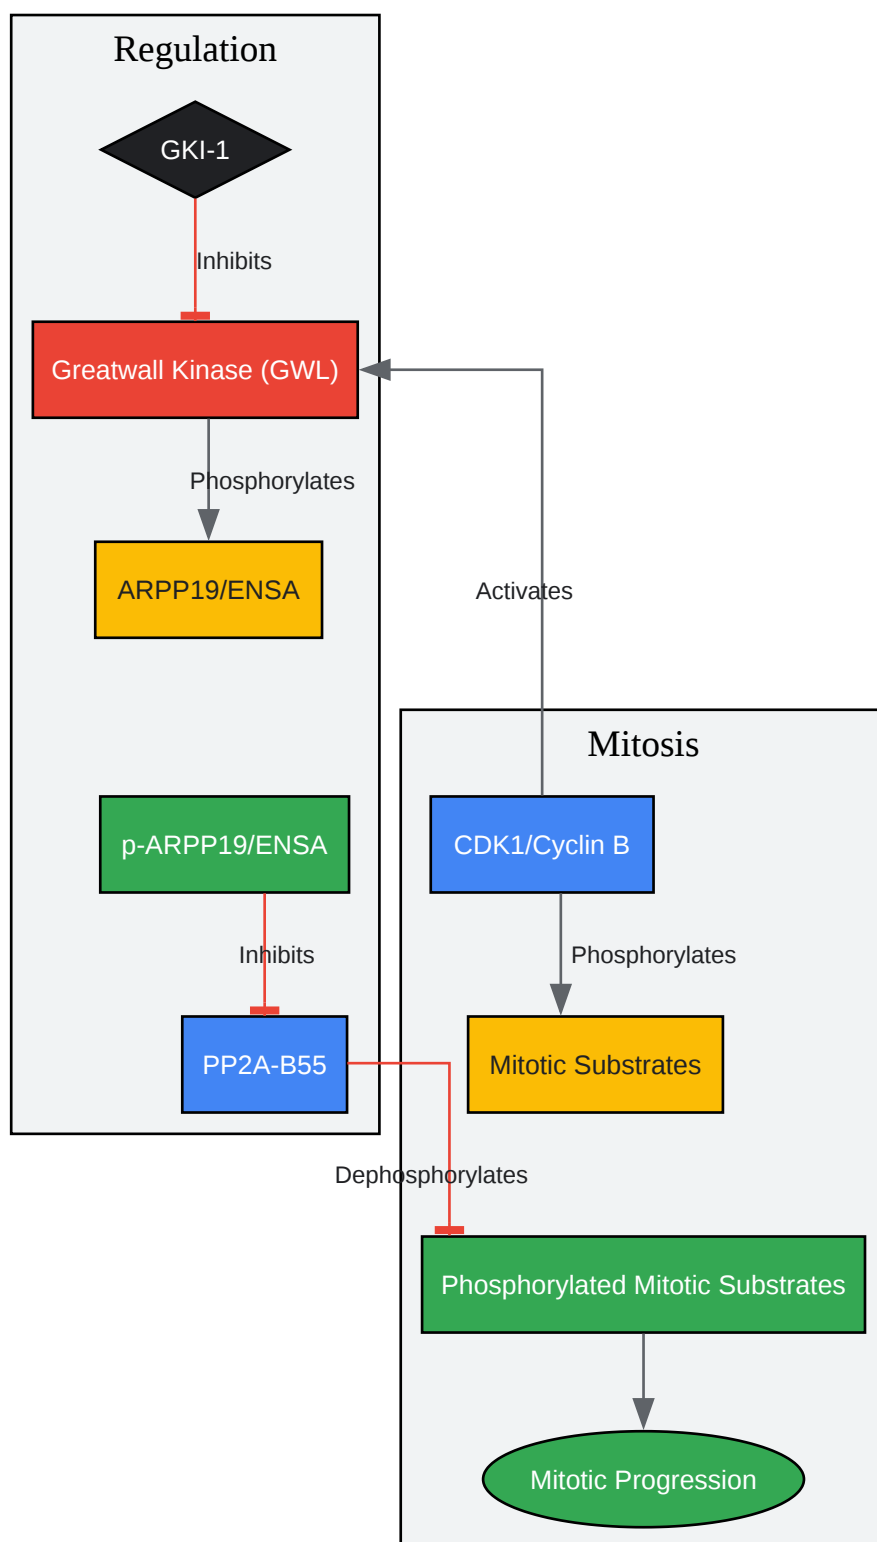 Regulation
GKI-1
Inhibits
Greatwall Kinase (GWL)
Phosphorylates
ARPP19/ENSA
Activates
Mitosis
p-ARPP19/ENSA
CDK1/Cyclin B
Inhibits
Phosphorylates
PP2A-B55
Mitotic Substrates
Dephosphorylates
Phosphorylated Mitotic Substrates
Mitotic Progression